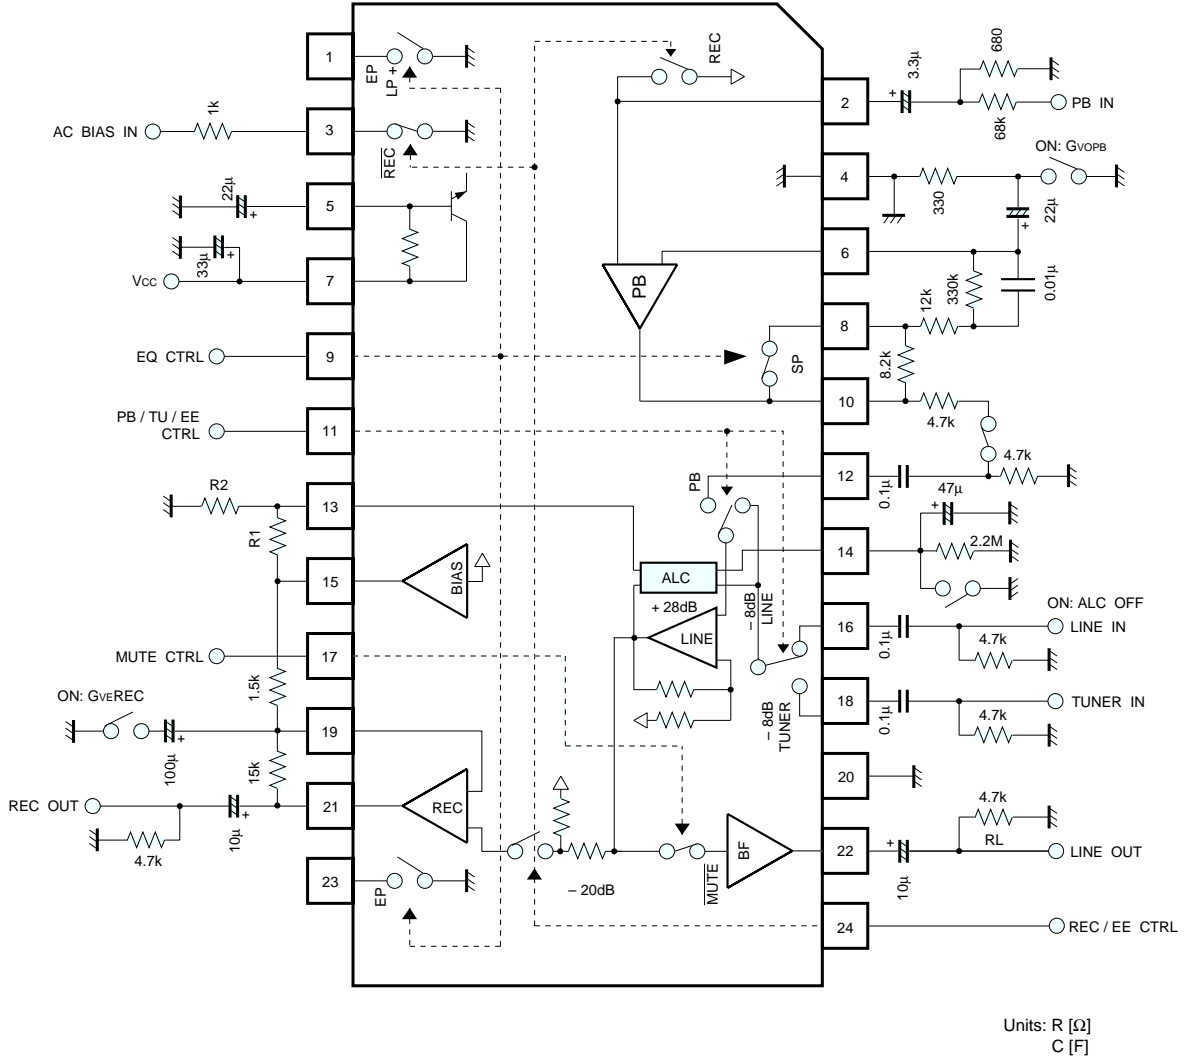 1
EP
LP +
REC
2
3.3μ
680
68k
PB IN
AC BIAS IN
1k
3
REC
4
330
ON: GVOPB
22μ
22μ
5
33μ
VCC
7
PB
6
330k
0.01μ
12k
8
8.2k
SP
EQ CTRL
9
10
4.7k
PB / TU / EE
CTRL
11
PB
12
0.1μ
4.7k
47μ
R2
13
R1
14
2.2M
ALC
15
BIAS
+ 28dB
LINE
– 8dB
LINE
16
0.1μ
ON: ALC OFF
LINE IN
4.7k
MUTE CTRL
17
1.5k
ON: GVEREC
100μ
19
– 8dB
TUNER
18
0.1μ
TUNER IN
4.7k
15k
20
REC OUT
10μ
4.7k
21
REC
4.7k
RL
22
10μ
LINE OUT
BF
MUTE
– 20dB
23
EP
24
REC / EE CTRL
Units: R [Ω]
C [F]